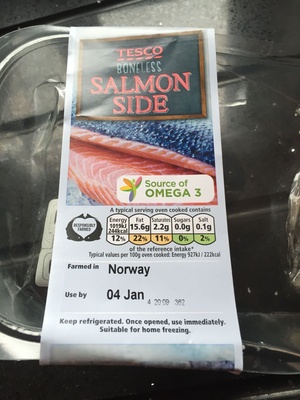 TESCO
BONELESS
SALMON
SIDE
Source of
OMEGA 3
A typical serving oven cooked contains
Energy Fat Saturates Sugars Salt
1019kJ 15.6g 2.2g 0.0g 0.1g
244kcal
12% 22% 11% 0% 2%
RESPONSIBLY
FARMED
of the reference intake*
Typical values per 100g oven cooked: Energy 927kJ / 222kcal
Farmed in Norway
Use by 04 Jan
Keep refrigerated. Once opened, use immediately.
Suitable for home freezing.